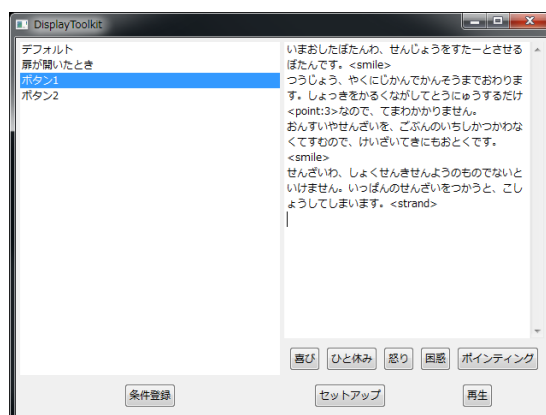 DisplayToolkit
デフォルト
扉が開いたとき
ボタン1
ボタン2
いまおしたぼたんわ、せんじょうをすたーとさせる
ぼたんです。<smile>
つうじょう、やくにじかんでかんそうまでおわりま
す。しょっきをかるくながしてとうにゅうするだけ
<point:3>なので、てまわかかりません。
おんすいやせんざいを、ごぶんのいちしかつかわな
くてすむので、けいざいてきにもおとくです。
<smile>
せんざいわ、しょくせんきせんようのものでないと
いけません。いっぱんのせんざいをつかうと、こし
ょうしてしまいます。<strand>
喜び ひと休み 怒り 困惑 ポインティング
条件登録 セットアップ 再生